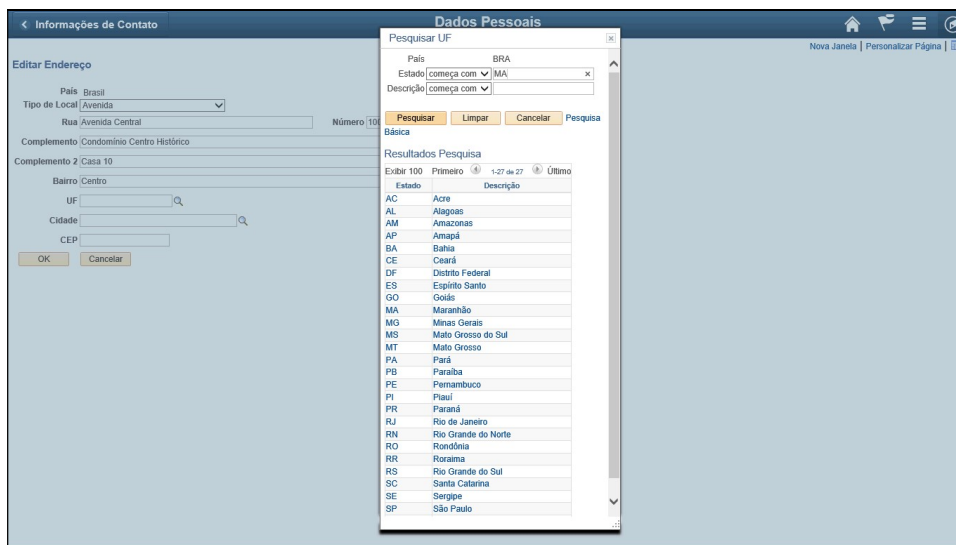 Informações de Contato
Dados Pessoais
Nova Janela | Personalizar Página |
Editar Endereço
País Brasil
Tipo de Local Avenida
Rua Avenida Central
Número 10
Complemento Condomínio Centro Histórico
Complemento 2 Casa 10
Bairro Centro
UF
Cidade
CEP
OK Cancelar
Pesquisar UF
País BRA
Estado começa com MA
Descrição começa com
Pesquisar Limpar Cancelar Pesquisa
Básica
Resultados Pesquisa
Exibir 100 Primeiro 1-27 de 27 Último
Estado Descrição
AC Acre
AL Alagoas
AM Amazonas
AP Amapá
BA Bahia
CE Ceará
DF Distrito Federal
ES Espírito Santo
GO Goiás
MA Maranhão
MG Minas Gerais
MS Mato Grosso do Sul
MT Mato Grosso
PA Pará
PB Paraíba
PE Pernambuco
PI Piauí
PR Paraná
RJ Rio de Janeiro
RN Rio Grande do Norte
RO Rondônia
RR Roraima
RS Rio Grande do Sul
SC Santa Catarina
SE Sergipe
SP São Paulo